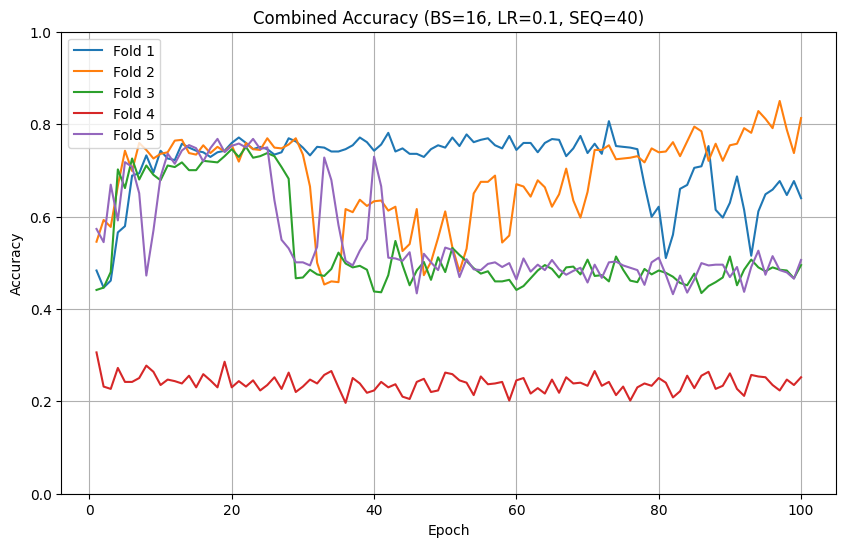 Combined Accuracy (BS=16, LR=0.1, SEQ=40)
Fold 1
Fold 2
Fold 3
Fold 4
Fold 5
Accuracy
1.0
0.8
0.6
0.4
0.2
0.0
0 20 40 60 80 100
Epoch